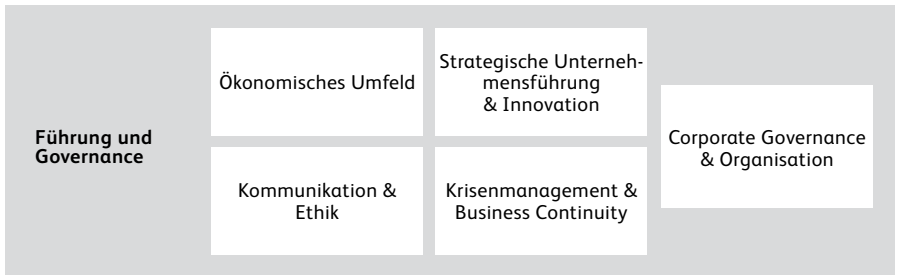 Führung und
Governance
Ökonomisches Umfeld
Strategische Unterneh-
mensführung
& Innovation
Kommunikation &
Ethik
Krisenmanagement &
Business Continuity
Corporate Governance
& Organisation